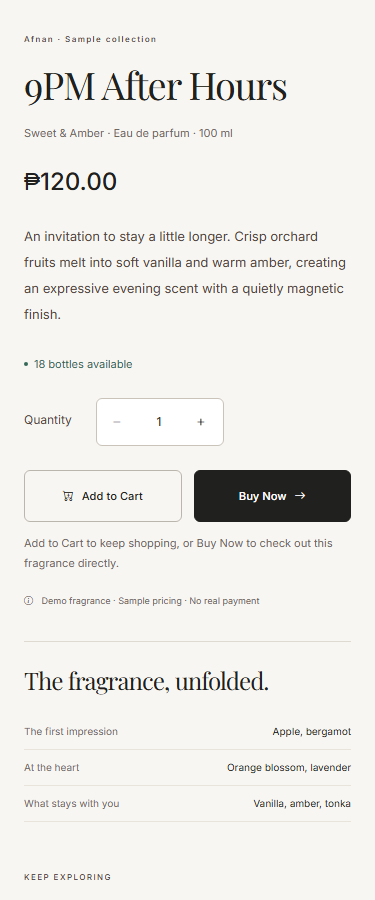 Afnan · Sample collection
9PM After Hours
Sweet & Amber · Eau de parfum · 100 ml
₱120.00
An invitation to stay a little longer. Crisp orchard
fruits melt into soft vanilla and warm amber, creating
an expressive evening scent with a quietly magnetic
finish.
18 bottles available
Quantity − 1 +
Add to Cart Buy Now →
Add to Cart to keep shopping, or Buy Now to check out this
fragrance directly.
Demo fragrance · Sample pricing · No real payment
The fragrance, unfolded.
The first impression Apple, bergamot
At the heart Orange blossom, lavender
What stays with you Vanilla, amber, tonka
KEEP EXPLORING